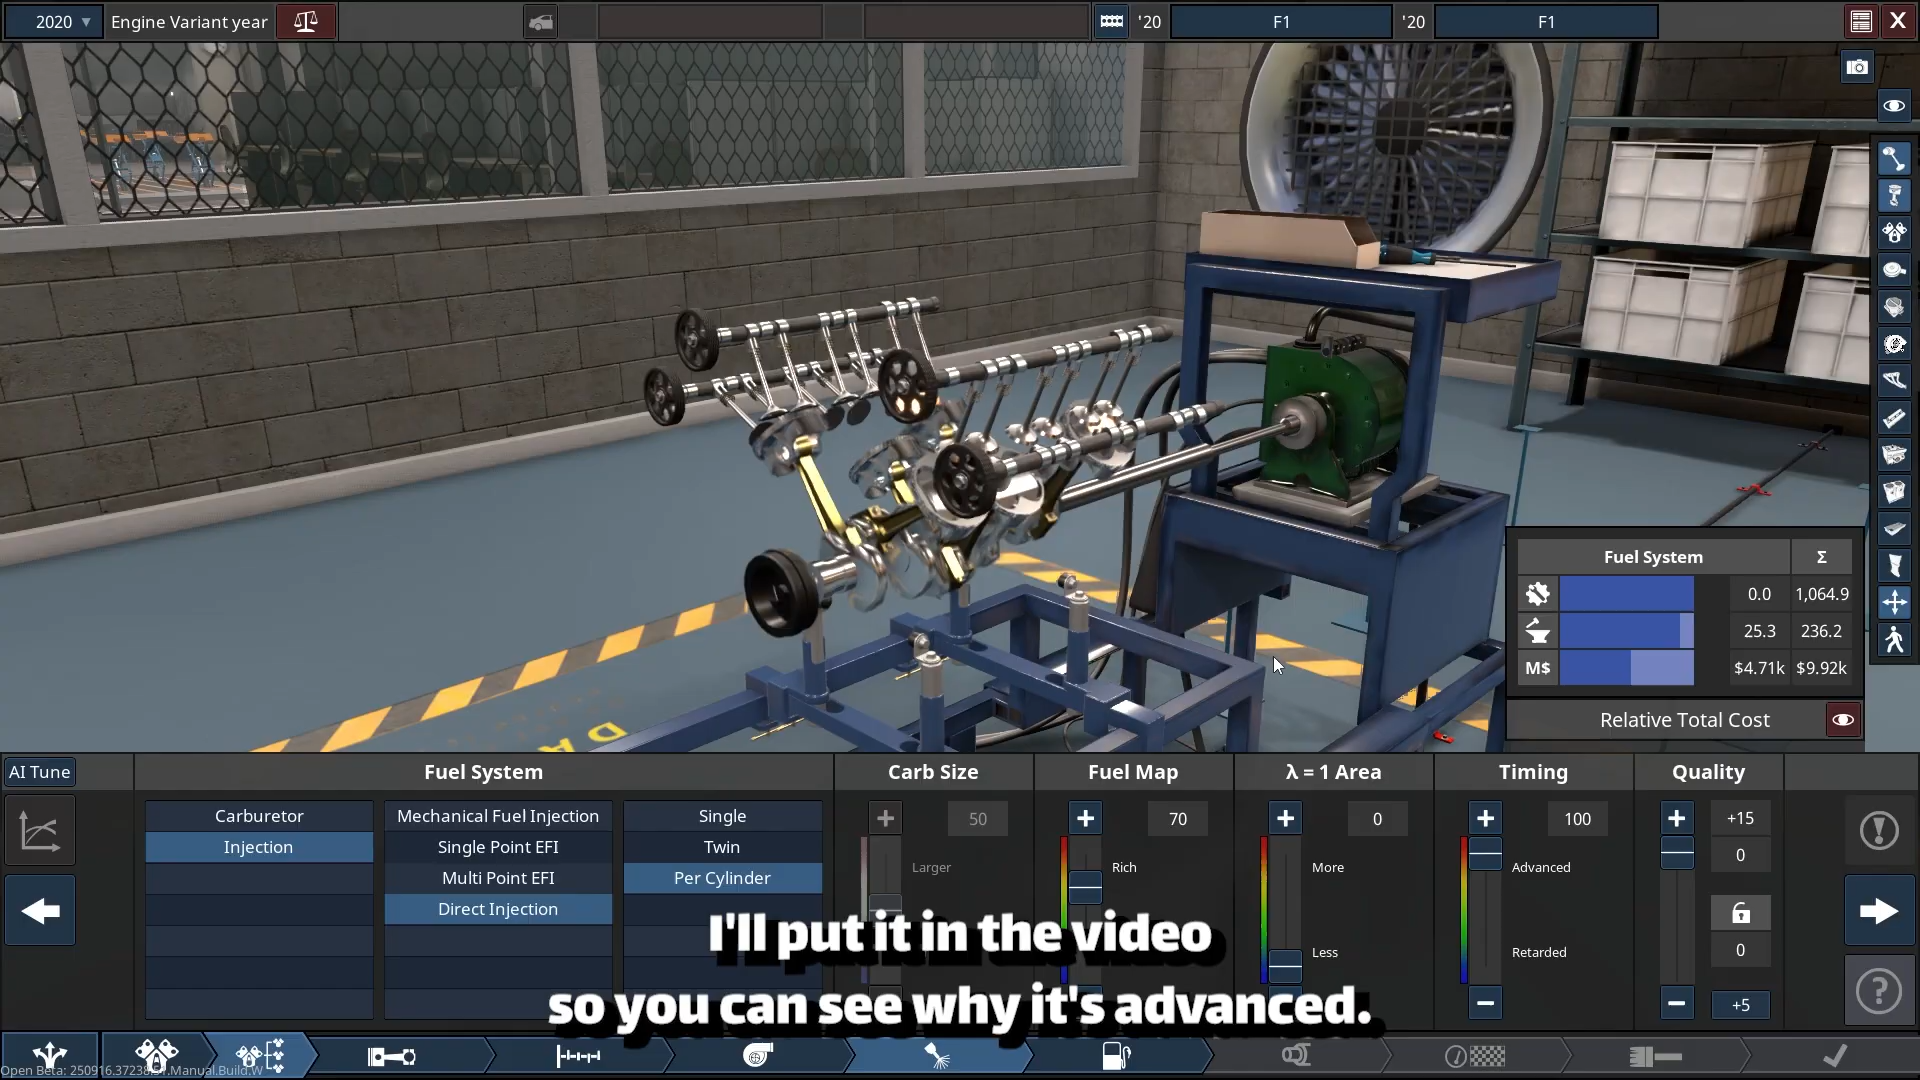 2020 ▼ Engine Variant year '20 F1 '20 F1
Fuel System Σ
0.0 1,064.9
25.3 236.2
M$ $4.71k $9.92k
Relative Total Cost
AI Tune Fuel System Carb Size Fuel Map λ = 1 Area Timing Quality
Carburetor Mechanical Fuel Injection Single 50 70 0 100 +15
Injection Single Point EFI Twin 0
Larger Rich More Advanced
Multi Point EFI Per Cylinder
Direct Injection
Less Retarded 0
+5
I'll put it in the video
so you can see why it's advanced.